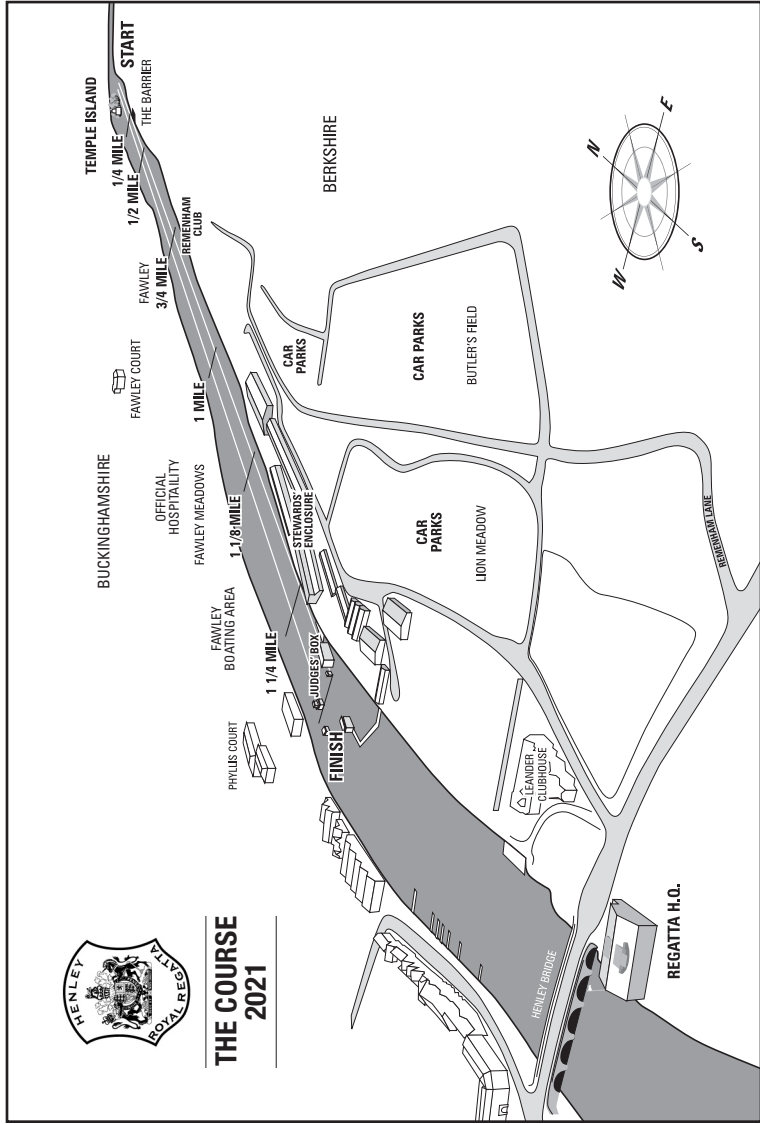 HENLEY
ROYAL REGATTA
THE COURSE
2021
TEMPLE ISLAND
START
THE BARRIER
1/4 MILE
1/2 MILE
REMENHAM
CLUB
FAWLEY
3/4 MILE
FAWLEY COURT
1 MILE
BUCKINGHAMSHIRE
OFFICIAL
HOSPITAILITY
FAWLEY MEADOWS
1 1/8 MILE
STEWARDS'
ENCLOSURE
FAWLEY
BOATING AREA
1 1/4 MILE
JUDGES' BOX
PHYLLIS COURT
FINISH
BERKSHIRE
CAR
PARKS
CAR PARKS
BUTLER'S FIELD
CAR
PARKS
LION MEADOW
REMENHAM LANE
LEANDER
CLUBHOUSE
HENLEY BRIDGE
REGATTA H.Q.
N
E
S
W